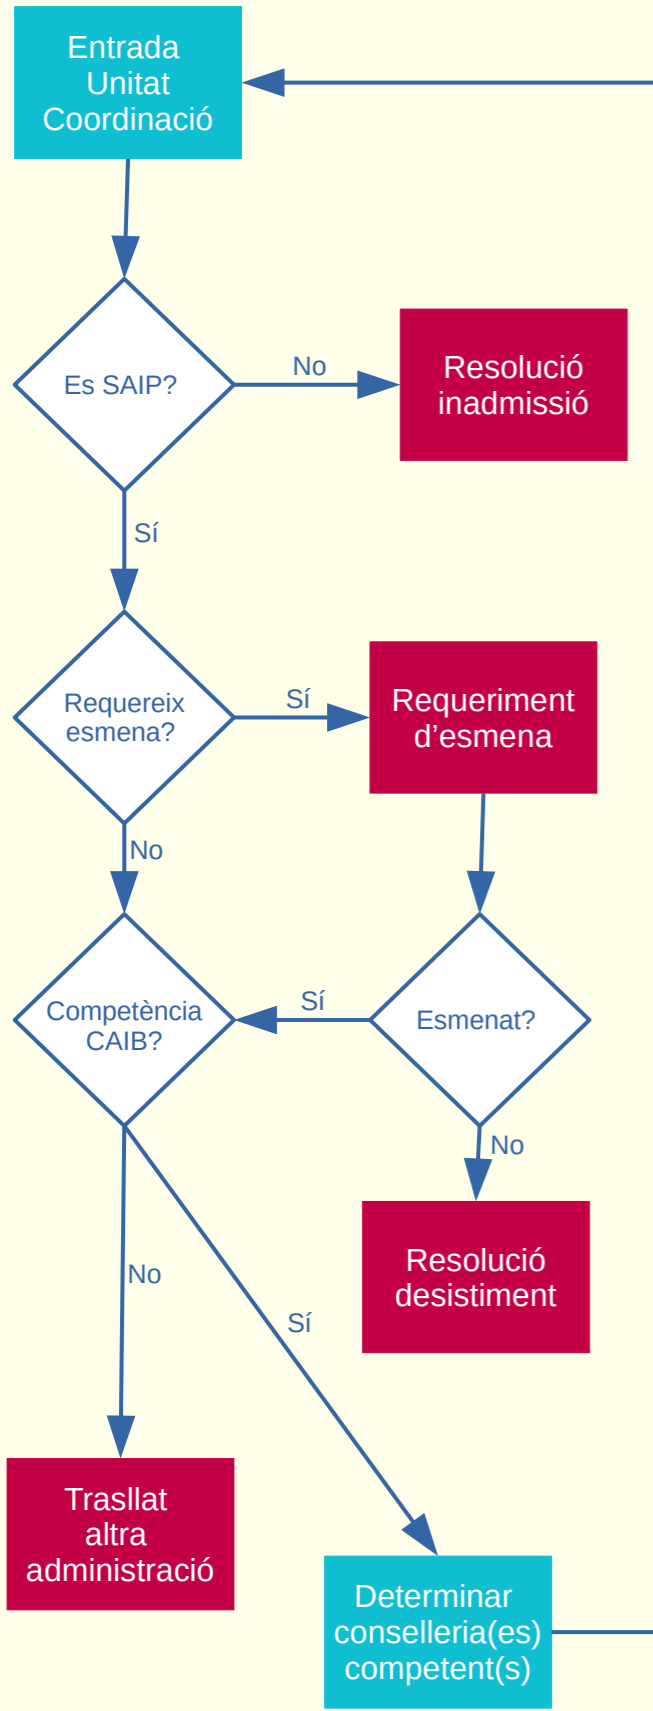 Entrada
Unitat
Coordinació
Es SAIP?
No
Resolució
inadmissió
Sí
Requereix
esmena?
Sí
Requeriment
d’esmena
No
Competència
CAIB?
Sí
Esmenat?
No
Resolució
desistiment
No
Sí
Trasllat
altra
administració
Determinar
conselleria(es)
competent(s)